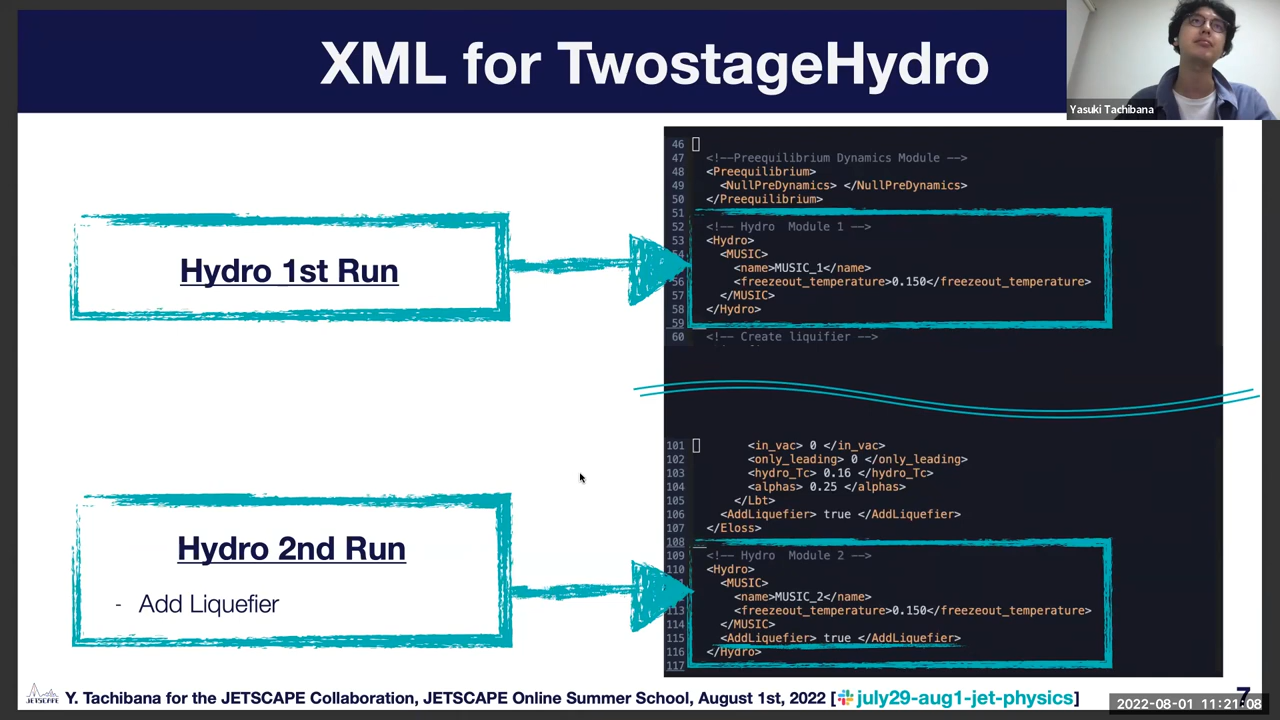 XML for TwostageHydro
Yasuki Tachibana
Hydro 1st Run
46
47 <!--Preequilibrium Dynamics Module -->
48 <Preequilibrium>
49 <NullPreDynamics> </NullPreDynamics>
50 </Preequilibrium>
51
52 <!-- Hydro Module 1 -->
53 <Hydro>
54 <MUSIC>
<name>MUSIC_1</name>
56 <freezeout_temperature>0.150</freezeout_temperature>
57 </MUSIC>
58 </Hydro>
59
60 <!-- Create liquifier -->
Hydro 2nd Run
- Add Liquefier
101 <in_vac> 0 </in_vac>
102 <only_leading> 0 </only_leading>
103 <hydro_Tc> 0.16 </hydro_Tc>
104 <alphas> 0.25 </alphas>
105 </Lbt>
106 <AddLiquefier> true </AddLiquefier>
107 </Eloss>
108
109 <!-- Hydro Module 2 -->
110 <Hydro>
<MUSIC>
<name>MUSIC_2</name>
113 <freezeout_temperature>0.150</freezeout_temperature>
114 </MUSIC>
115 <AddLiquefier> true </AddLiquefier>
116 </Hydro>
117
JETSCAPE
Y. Tachibana for the JETSCAPE Collaboration, JETSCAPE Online Summer School, August 1st, 2022 [july29-aug1-jet-physics]
7
2022-08-01 11:21:08